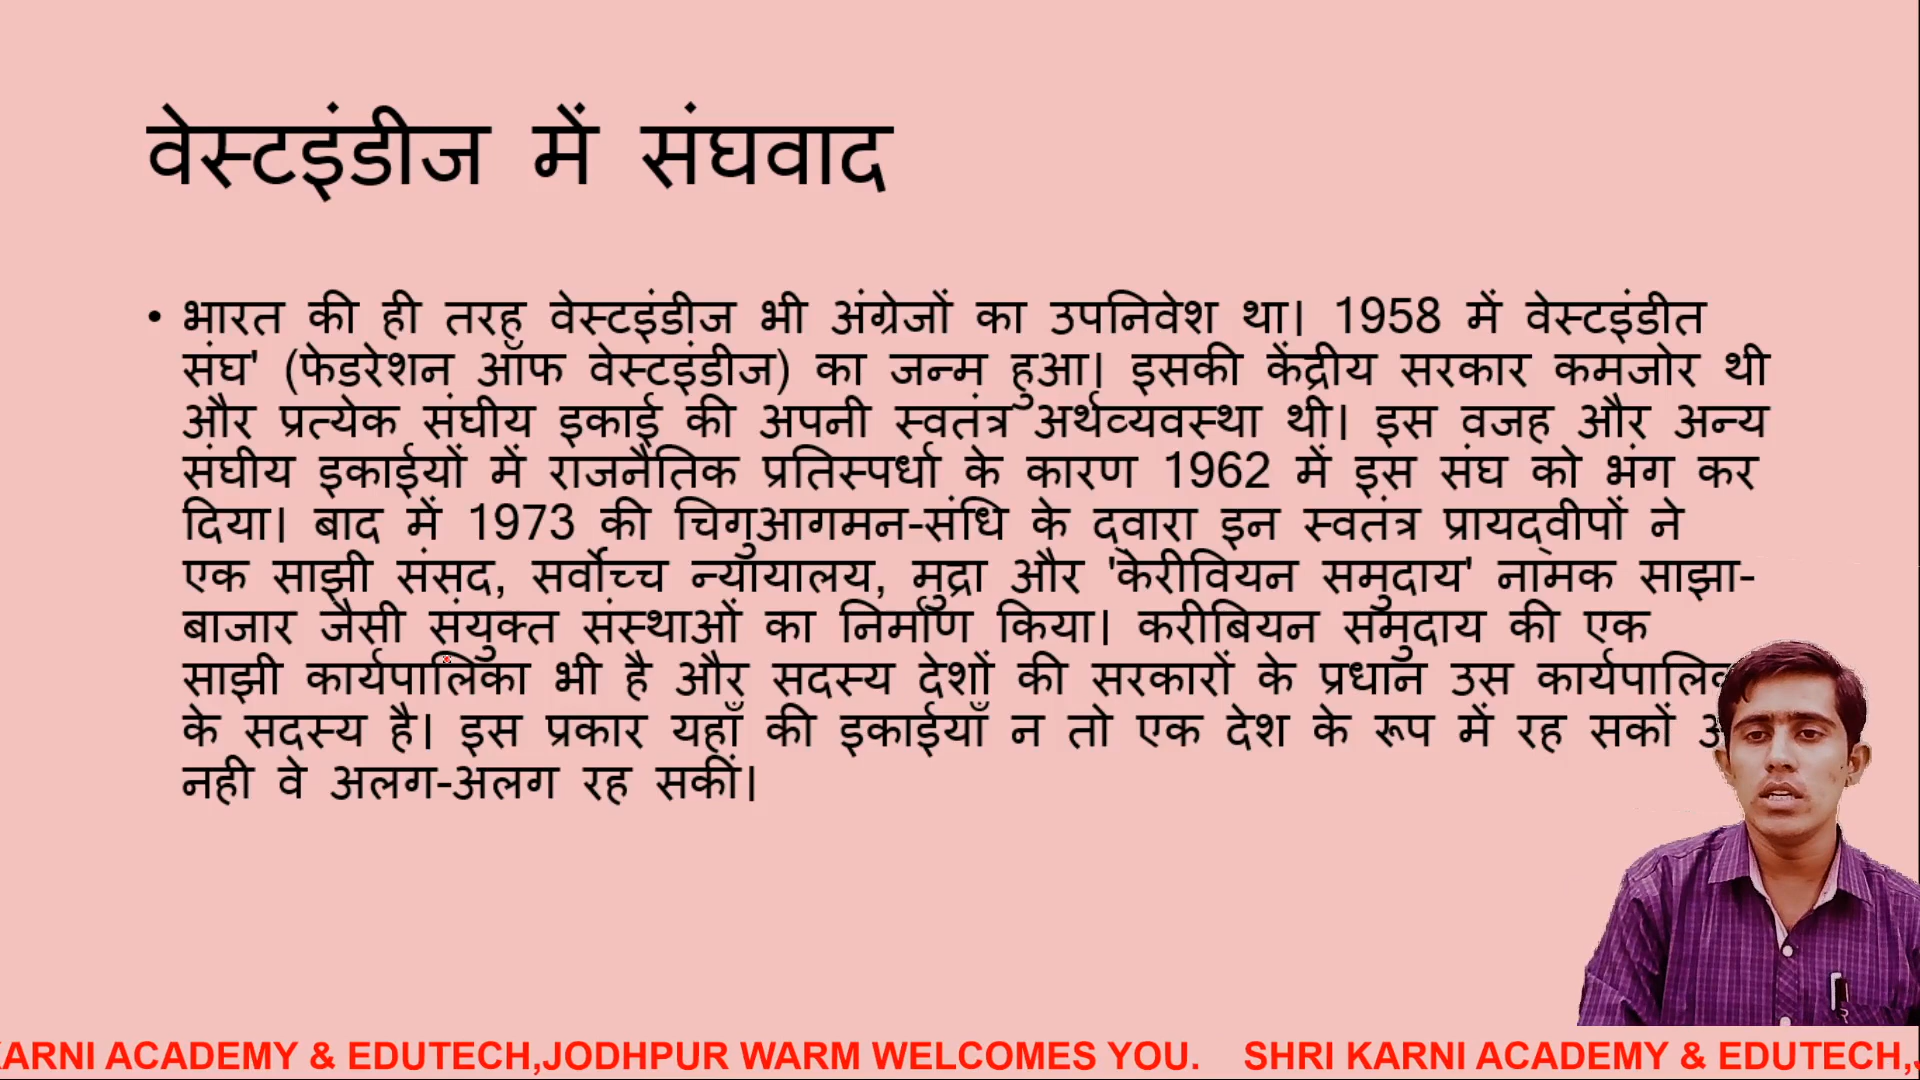 वेस्टइंडीज में संघवाद
• भारत की ही तरह वेस्टइंडीज भी अंग्रेजों का उपनिवेश था। 1958 में वेस्टइंडीत
संघ' (फेडरेशन ऑफ वेस्टइंडीज) का जन्म हुआ। इसकी केंद्रीय सरकार कमजोर थी
और प्रत्येक संघीय इकाई की अपनी स्वतंत्र अर्थव्यवस्था थी। इस वजह और अन्य
संघीय इकाईयों में राजनैतिक प्रतिस्पर्धा के कारण 1962 में इस संघ को भंग कर
दिया। बाद में 1973 की चिगुआगमन-संधि के द्वारा इन स्वतंत्र प्रायद्वीपों ने
एक साझी संसद, सर्वोच्च न्यायालय, मुद्रा और 'केरीवियन समुदाय' नामक साझा-
बाजार जैसी संयुक्त संस्थाओं का निर्माण किया। करीबियन समुदाय की एक
साझी कार्यपालिका भी है और सदस्य देशों की सरकारों के प्रधान उस
के सदस्य है। इस प्रकार यहाँ की इकाईयाँ न तो एक देश के रूप में रह सकों
नही वे अलग-अलग रह सकीं।
KARNI ACADEMY & EDUTECH,JODHPUR WARM WELCOMES YOU. SHRI KARNI ACADEMY & EDUTECH,